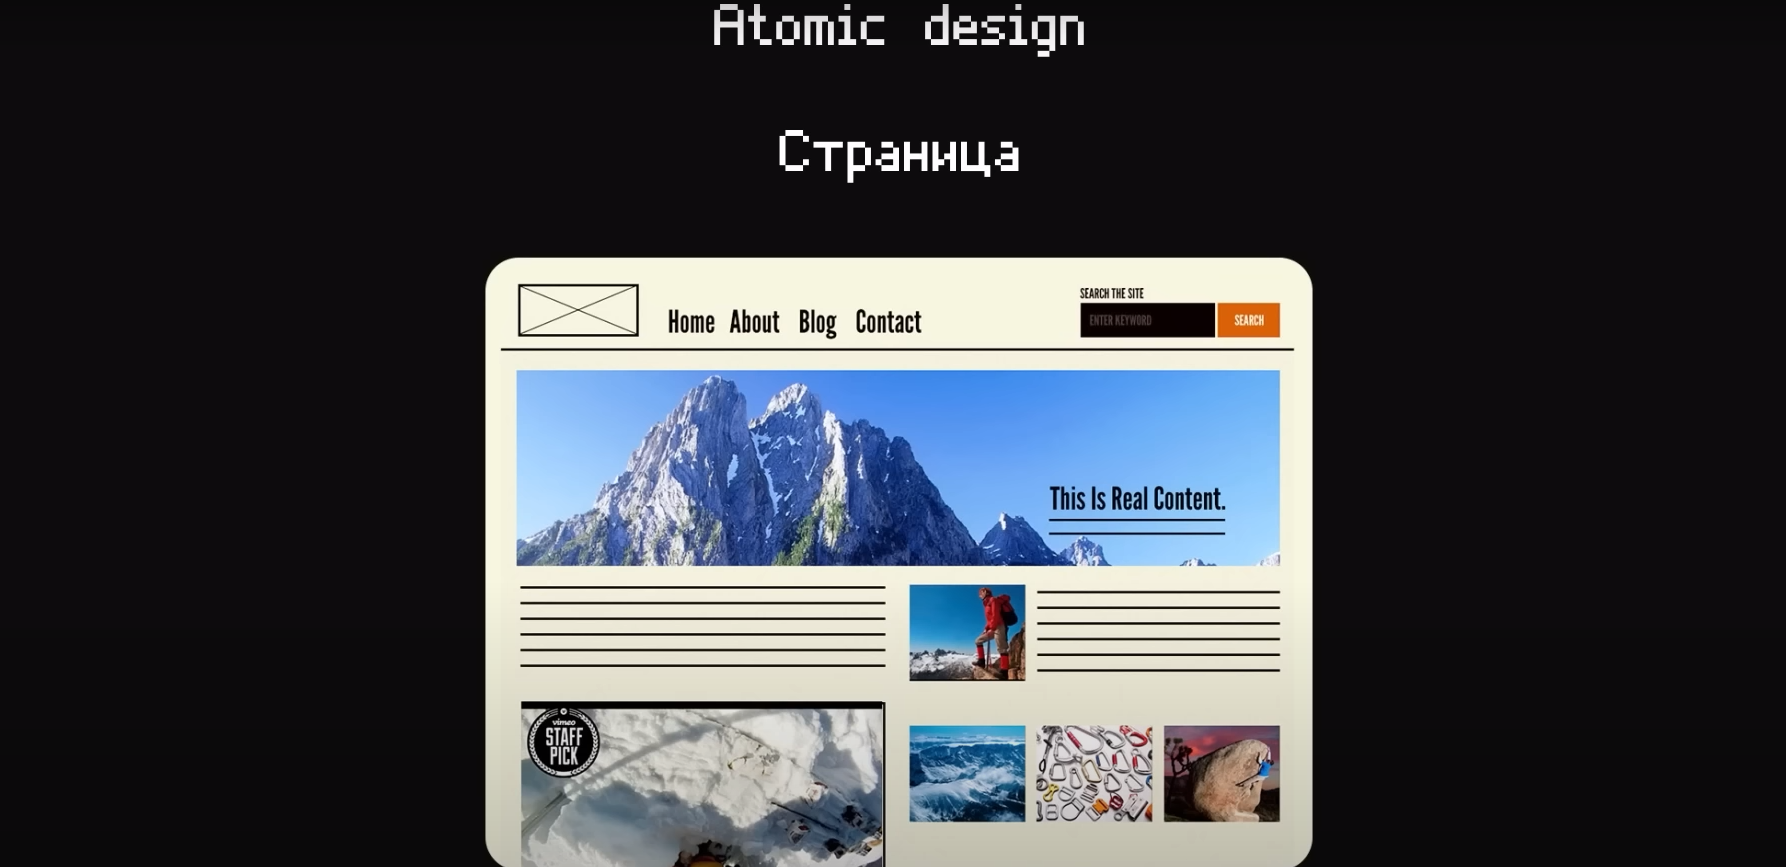 Atomic design
Страница
SEARCH THE SITE
Home About Blog Contact
ENTER KEYWORD SEARCH
This Is Real Content.
vimeo
STAFF
PICK